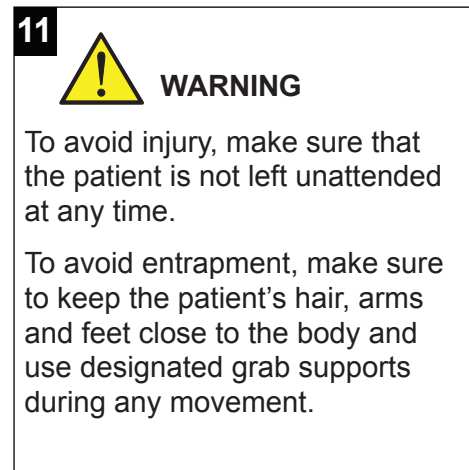 11
WARNING
To avoid injury, make sure that
the patient is not left unattended
at any time.
To avoid entrapment, make sure
to keep the patient’s hair, arms
and feet close to the body and
use designated grab supports
during any movement.